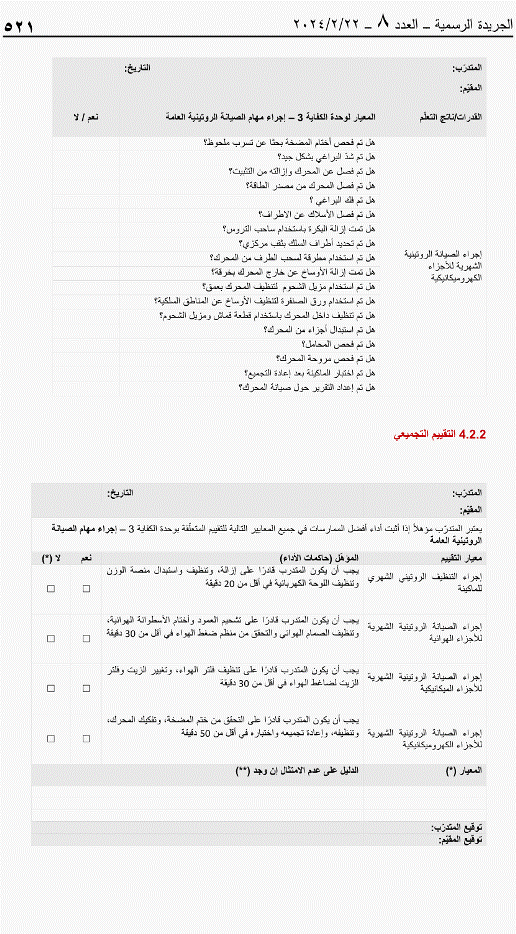 الجريدة الرسمية – العدد ٨ – ٢٠٢٤/٢/٢٢
٥٢١
المتدرّب: التاريخ:
المقيّم:
القدرات/ناتج التعلّم المعيار لوحدة الكفاية 3 – إجراء مهام الصيانة الروتينية العامة نعم / لا
إجراء الصيانة الروتينية
الشهرية للأجزاء
الكهروميكانيكية
هل تم فحص أختام المضخة بحثا عن تسرب ملحوظ؟
هل تم شدّ البراغي بشكل جيد؟
هل تم فصل عن المحرك وإزالته من التثبيت؟
هل تم فصل المحرك من مصدر الطاقة؟
هل تم فك البراغي ؟
هل تم فصل الأسلاك عن الاطراف؟
هل تمت إزالة البكرة باستخدام ساحب التروس؟
هل تم تحديد أطراف السلك بثقب مركزي؟
هل تم استخدام مطرقة لسحب الطرف من المحرك؟
هل تمت إزالة الأوساخ عن خارج المحرك بخرقة؟
هل تم استخدام مزيل الشحوم لتنظيف المحرك بعمق؟
هل تم استخدام ورق الصنفرة لتنظيف الأوساخ عن المناطق السلكية؟
هل تم تنظيف داخل المحرك باستخدام قطعة قماش ومزيل الشحوم؟
هل تم استبدال أجزاء من المحرك؟
هل تم فحص المحامل؟
هل تم فحص مروحة المحرك؟
هل تم اختبار الماكينة بعد إعادة التجميع؟
هل تم إعداد التقرير حول صيانة المحرك؟
4.2.2 التقييم التجميعي
المتدرّب: التاريخ:
المقيّم:
يعتبر المتدرّب مؤهلاً إذا أثبت أداء أفضل الممارسات في جميع المعايير التالية للتقييم المتعلّقة بوحدة الكفاية 3 – إجراء مهام الصيانة
الروتينية العامة
معيار التقييم المؤهّل (حاكمات الأداء) نعم لا (*)
إجراء التنظيف الروتيني الشهري
للماكينة
يجب أن يكون المتدرب قادرًا على إزالة، وتنظيف واستبدال منصة الوزن
وتنظيف اللوحة الكهربائية في أقل من 20 دقيقة
إجراء الصيانة الروتينية الشهرية
للأجزاء الهوائية
يجب أن يكون المتدرب قادرًا على تشحيم العمود وأختام الأسطوانة الهوائية،
وتنظيف الصمام الهوائي والتحقق من منظم ضغط الهواء في أقل من 30 دقيقة
إجراء الصيانة الروتينية الشهرية
للأجزاء الميكانيكية
يجب أن يكون المتدرب قادرًا على تنظيف فلتر الهواء، وتغيير الزيت وفلتر
الزيت لضاغط الهواء في أقل من 30 دقيقة
إجراء الصيانة الروتينية الشهرية
للأجزاء الكهروميكانيكية
يجب أن يكون المتدرب قادرًا على التحقق من ختم المضخة، وتفكيك المحرك،
وتنظيفه، وإعادة تجميعه واختباره في أقل من 50 دقيقة
المعيار (*) الدليل على عدم الامتثال إن وجد (**)
توقيع المتدرّب:
توقيع المقيّم: